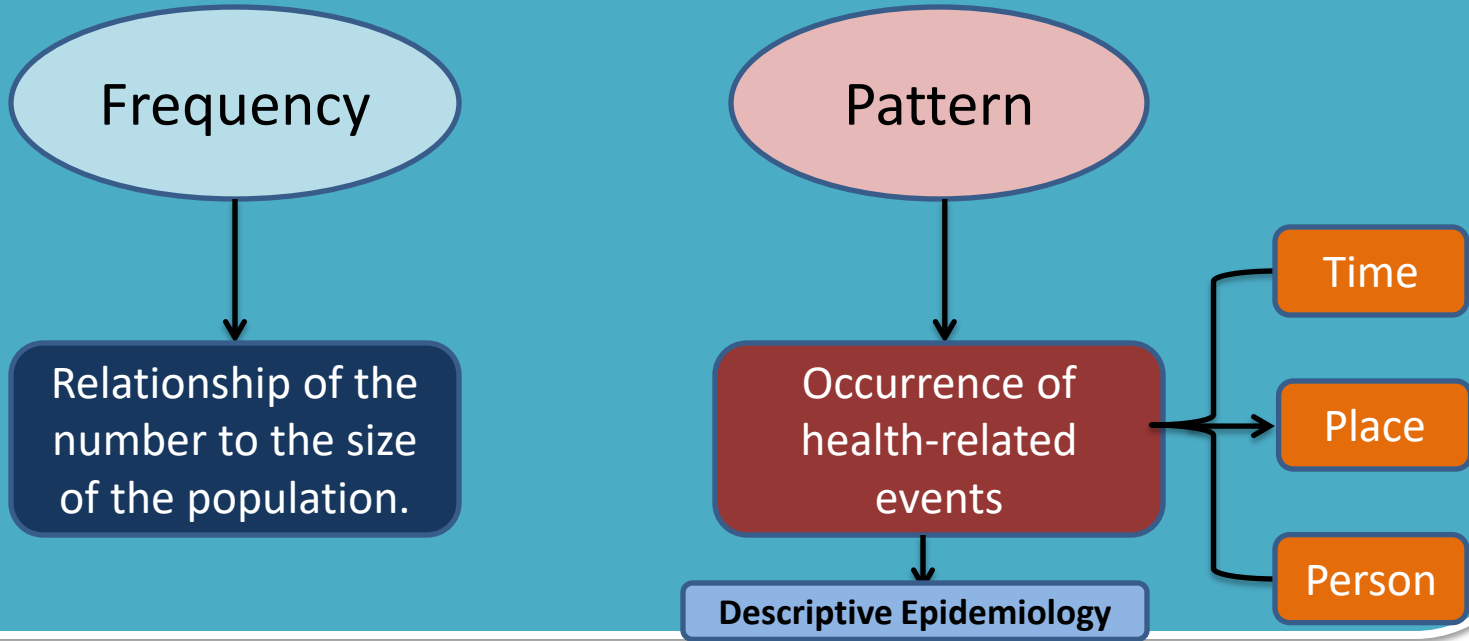 Frequency
Pattern
Relationship of the
number to the size
of the population.
Occurrence of
health-related
events
Time
Place
Person
Descriptive Epidemiology